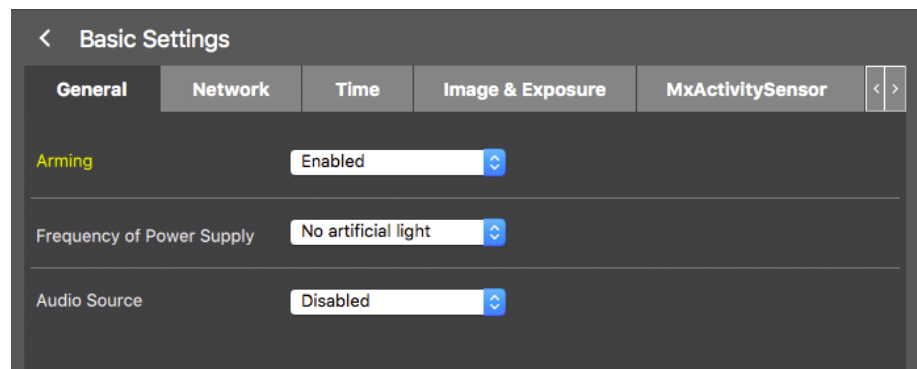 Basic Settings
General Network Time Image & Exposure MxActivitySensor
Arming Enabled
Frequency of Power Supply No artificial light
Audio Source Disabled